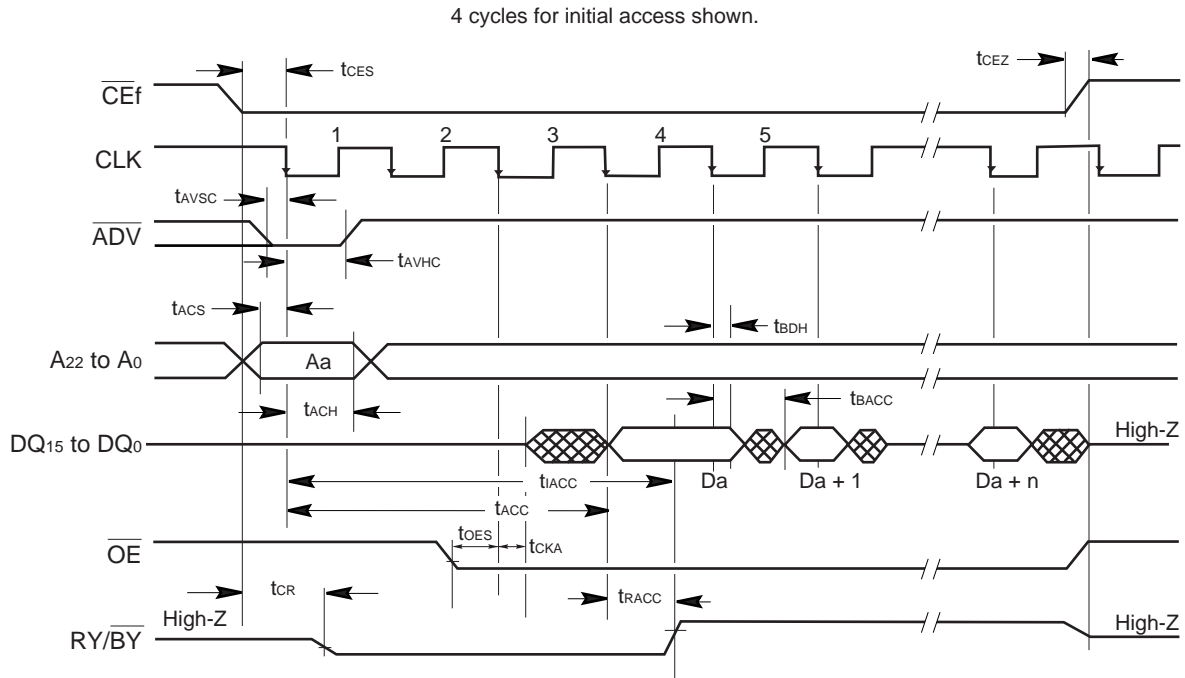 4 cycles for initial access shown.
tCES
tCEZ
CEf
1 2 3 4 5
CLK
tAVSC
ADV
tAVHC
tACS
tBDH
A22 to A0
Aa
tBACC
tACH
DQ15 to DQ0
High-Z
tIACC
Da
Da + 1
Da + n
tACC
tOES
tCKA
OE
tCR
tRACC
High-Z
High-Z
RY/BY